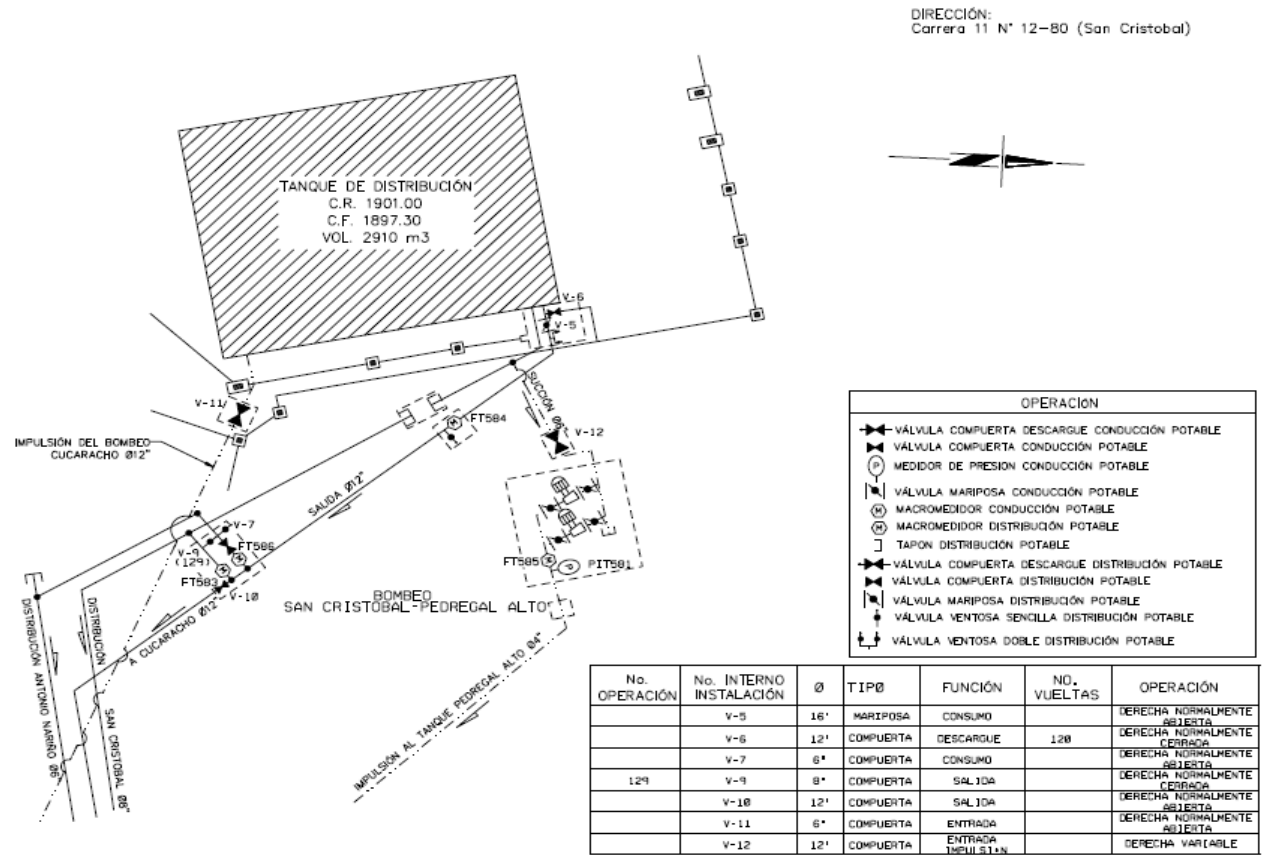 DIRECCIÓN:
Carrera 11 N° 12-80 (San Cristobal)
TANQUE DE DISTRIBUCIÓN
C.R. 1901.00
C.F. 1897.30
VOL. 2910 m3
V-6
V-5
V-11
SUCCIÓN Ø6"
FT584
V-12
IMPULSIÓN DEL BOMBEO
CUCARACHO Ø12"
SALIDA Ø12"
V-7
V-9
(129)
FT586
FT583
V-10
FT585
P
PIT581
BOMBEO
SAN CRISTOBAL-PEDREGAL ALTO
A CUCARACHO Ø12"
DISTRIBUCIÓN ANTONIO NARIÑO Ø6"
DISTRIBUCIÓN
SAN CRISTOBAL Ø8"
IMPULSIÓN AL TANQUE PEDREGAL ALTO Ø4"
OPERACION
VÁLVULA COMPUERTA DESCARGUE CONDUCCIÓN POTABLE
VÁLVULA COMPUERTA CONDUCCIÓN POTABLE
P MEDIDOR DE PRESION CONDUCCIÓN POTABLE
VÁLVULA MARIPOSA CONDUCCIÓN POTABLE
M MACROMEDIDOR CONDUCCIÓN POTABLE
M MACROMEDIDOR DISTRIBUCIÓN POTABLE
TAPON DISTRIBUCIÓN POTABLE
VÁLVULA COMPUERTA DESCARGUE DISTRIBUCIÓN POTABLE
VÁLVULA COMPUERTA DISTRIBUCIÓN POTABLE
VÁLVULA MARIPOSA DISTRIBUCIÓN POTABLE
VÁLVULA VENTOSA SENCILLA DISTRIBUCIÓN POTABLE
VÁLVULA VENTOSA DOBLE DISTRIBUCIÓN POTABLE
No. OPERACIÓN No. INTERNO INSTALACIÓN Ø TIPØ FUNCIÓN NO. VUELTAS OPERACIÓN
V-5 16' MARIPOSA CONSUMO DERECHA NORMALMENTE ABIERTA
V-6 12' COMPUERTA DESCARGUE 120 DERECHA NORMALMENTE CERRADA
V-7 6" COMPUERTA CONSUMO DERECHA NORMALMENTE ABIERTA
129 V-9 8" COMPUERTA SALIDA DERECHA NORMALMENTE CERRADA
V-10 12' COMPUERTA SALIDA DERECHA NORMALMENTE ABIERTA
V-11 6" COMPUERTA ENTRADA DERECHA NORMALMENTE ABIERTA
V-12 12' COMPUERTA ENTRADA IMPULSI+N DERECHA VARIABLE